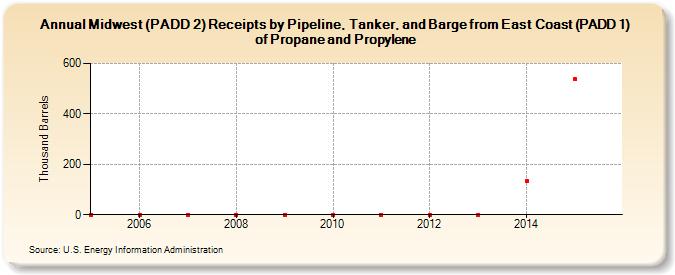 Annual Midwest (PADD 2) Receipts by Pipeline, Tanker, and Barge from East Coast (PADD 1)
of Propane and Propylene
Thousand Barrels
600
400
200
0
2006
2008
2010
2012
2014
Source: U.S. Energy Information Administration